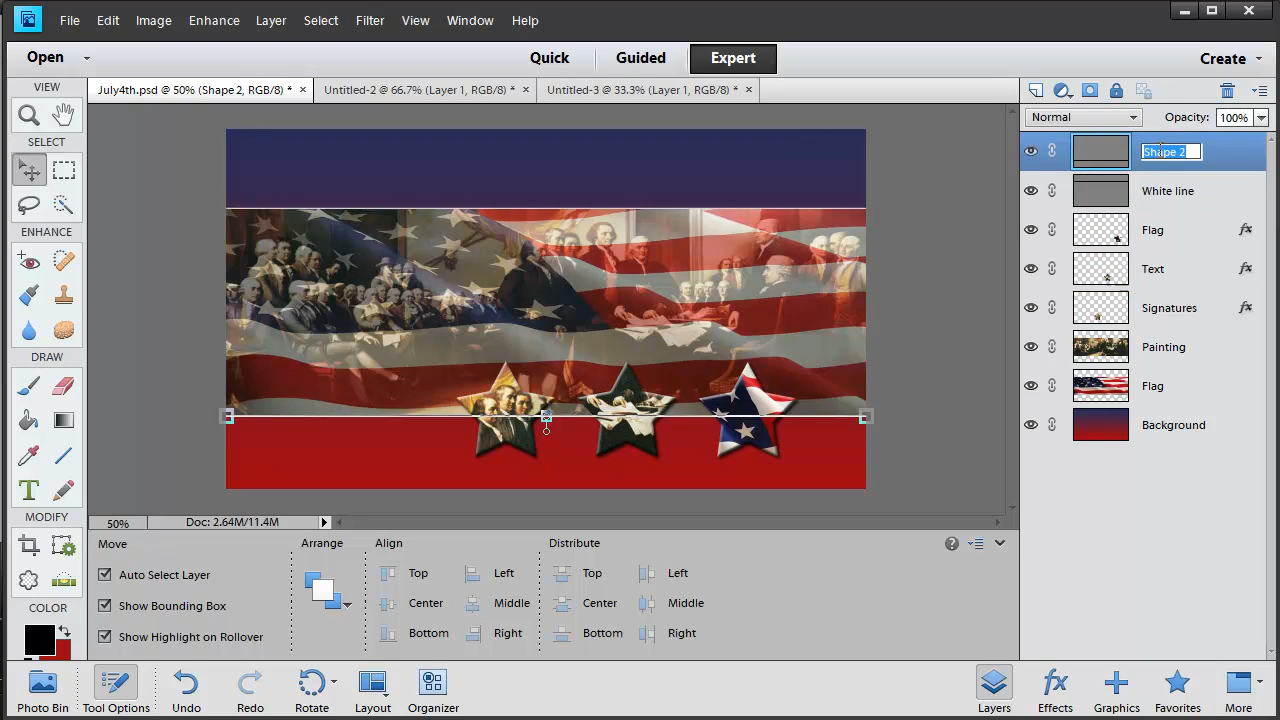 File Edit Image Enhance Layer Select Filter View Window Help
Open Quick Guided Expert Create
VIEW
July4th.psd @ 50% (Shape 2, RGB/8) * × Untitled-2 @ 66.7% (Layer 1, RGB/8) * × Untitled-3 @ 33.3% (Layer 1, RGB/8) * ×
Normal Opacity: 100%
SELECT
Shape 2
White line
Flag fx
ENHANCE
Text fx
Signatures fx
Painting
DRAW
Flag
Background
T
MODIFY
50% Doc: 2.64M/11.4M
Move Arrange Align Distribute
Auto Select Layer Top Left Top Left
Show Bounding Box Center Middle Center Middle
COLOR
Show Highlight on Rollover Bottom Right Bottom Right
fx
Photo Bin Tool Options Undo Redo Rotate Layout Organizer Layers Effects Graphics Favorites More